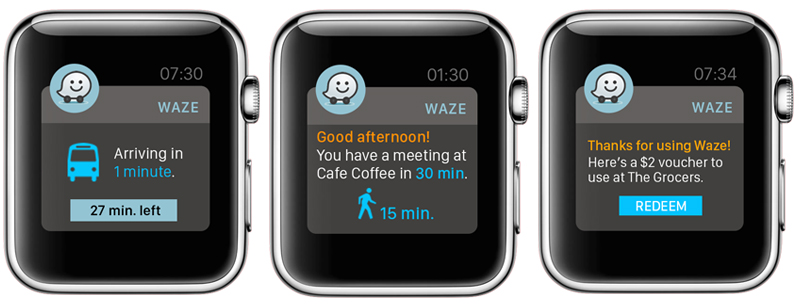 07:30
WAZE
Arriving in
1 minute.
27 min. left
01:30
WAZE
Good afternoon!
You have a meeting at
Cafe Coffee in 30 min.
15 min.
07:34
WAZE
Thanks for using Waze!
Here's a $2 voucher to
use at The Grocers.
REDEEM